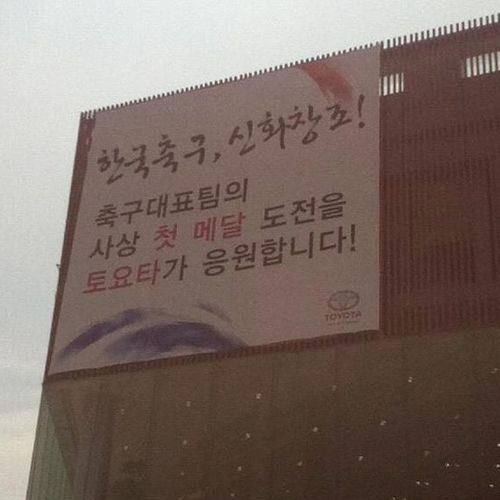 한국축구, 신화창조!
축구대표팀의
사상 첫 메달 도전을
토요타가 응원합니다!
TOYOTA